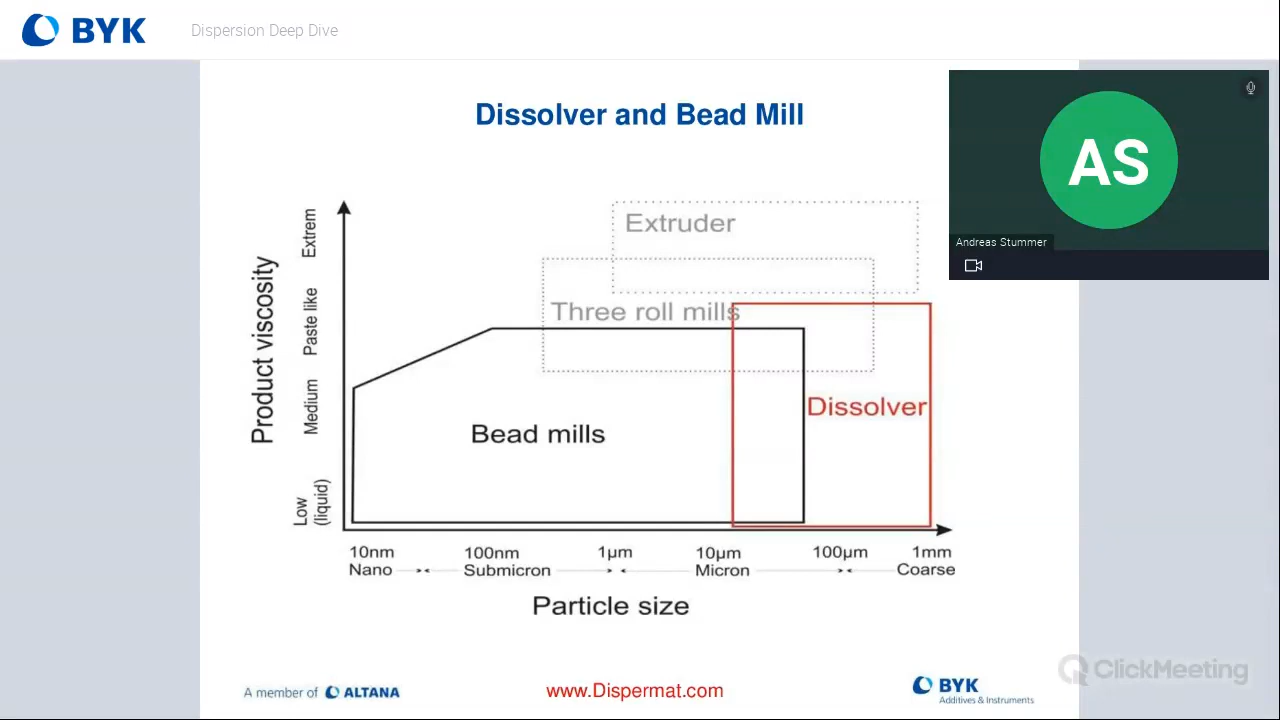 BYK
Dispersion Deep Dive
Dissolver and Bead Mill
AS
Andreas Stummer
Product viscosity
Extrem
Paste like
Medium
Low
(liquid)
Extruder
Three roll mills
Dissolver
Bead mills
10nm 100nm 1µm 10µm 100µm 1mm
Nano Submicron Micron Coarse
Particle size
A member of ALTANA
www.Dispermat.com
BYK
Additives & Instruments
ClickMeeting